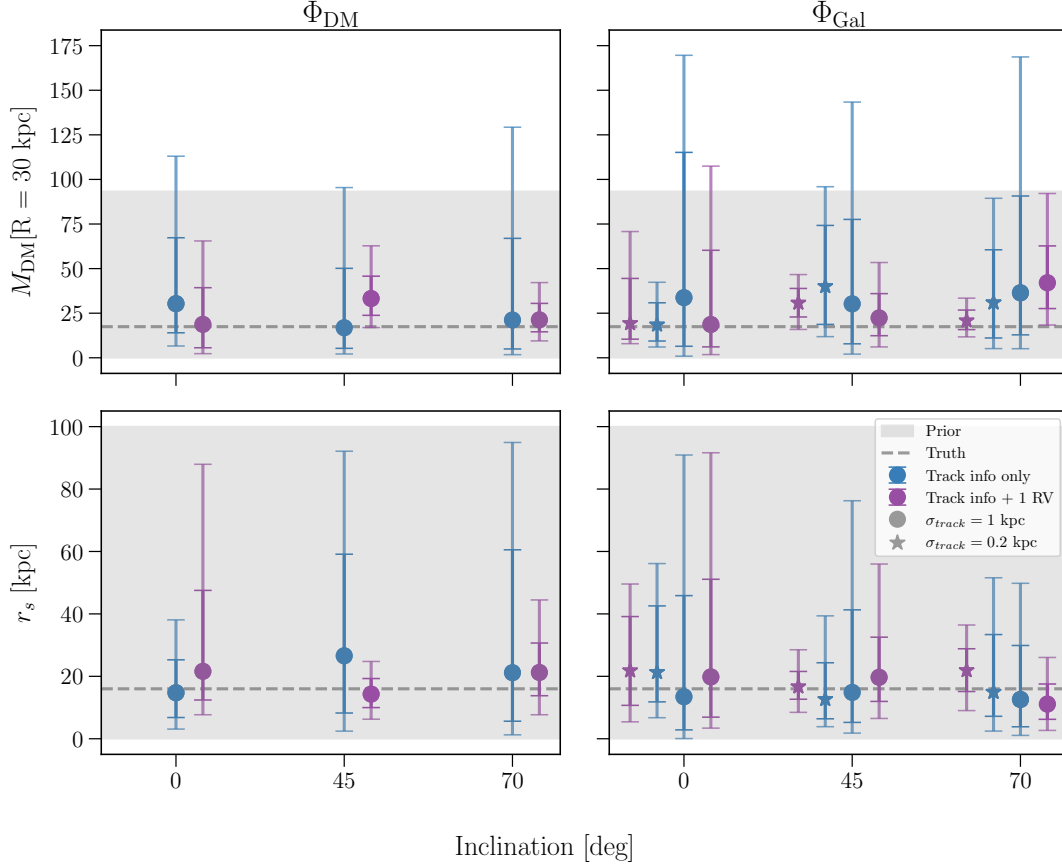 Φ_DM
Φ_Gal
M_DM[R = 30 kpc]
175
150
125
100
75
50
25
0
r_s [kpc]
100
80
60
40
20
0
Prior
Truth
Track info only
Track info + 1 RV
σ_track = 1 kpc
σ_track = 0.2 kpc
0
45
70
0
45
70
Inclination [deg]